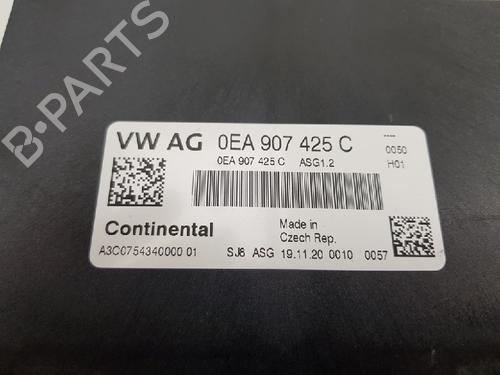 B-PARTS
VW AG 0EA 907 425 C
0EA 907 425 C ASG1.2
0050
H01
Continental
Made in
Czech Rep.
A3C0754340000 01
SJ6 ASG 19.11.20 0010 0057